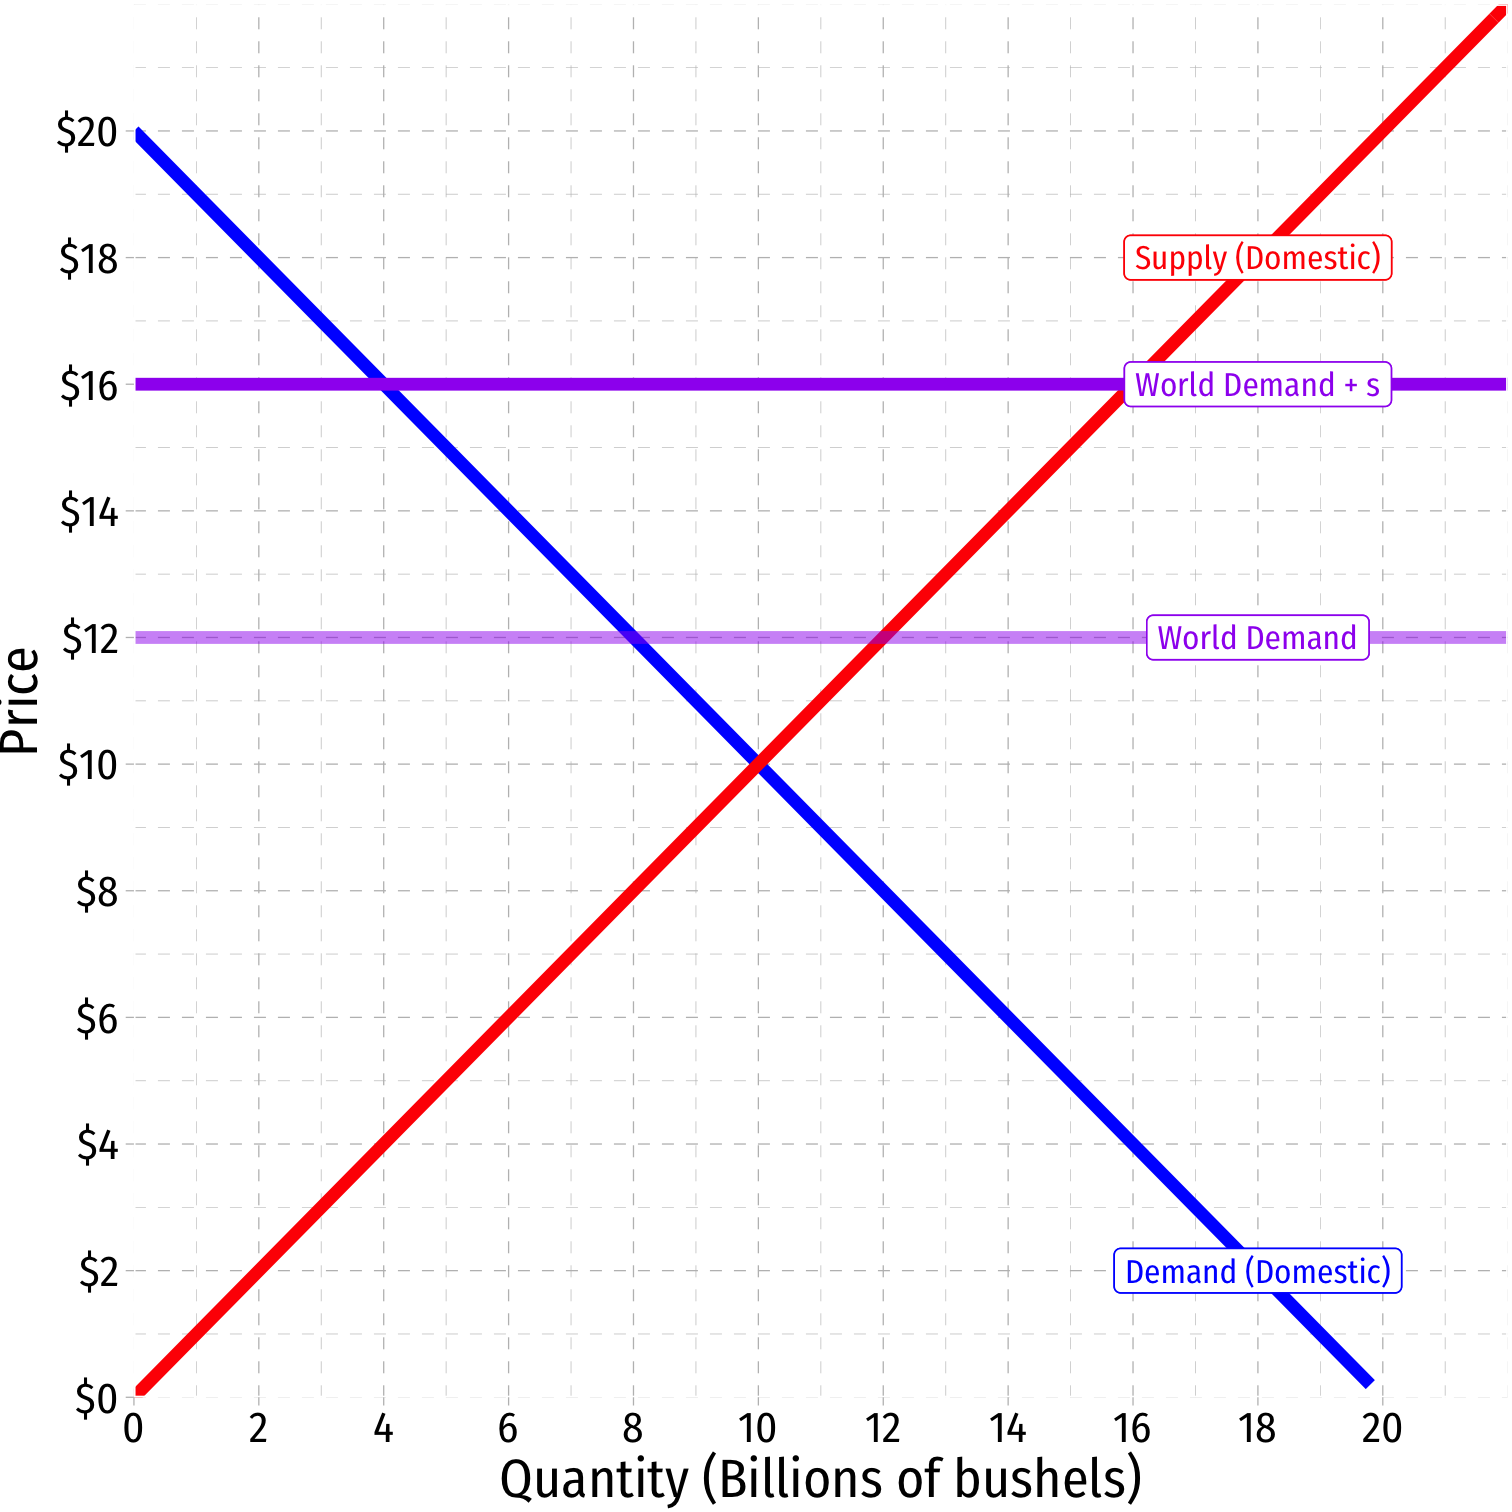 $20
$18
Supply (Domestic)
$16
World Demand + s
$14
$12
World Demand
Price
$10
$8
$6
$4
$2
Demand (Domestic)
$0
0 2 4 6 8 10 12 14 16 18 20
Quantity (Billions of bushels)